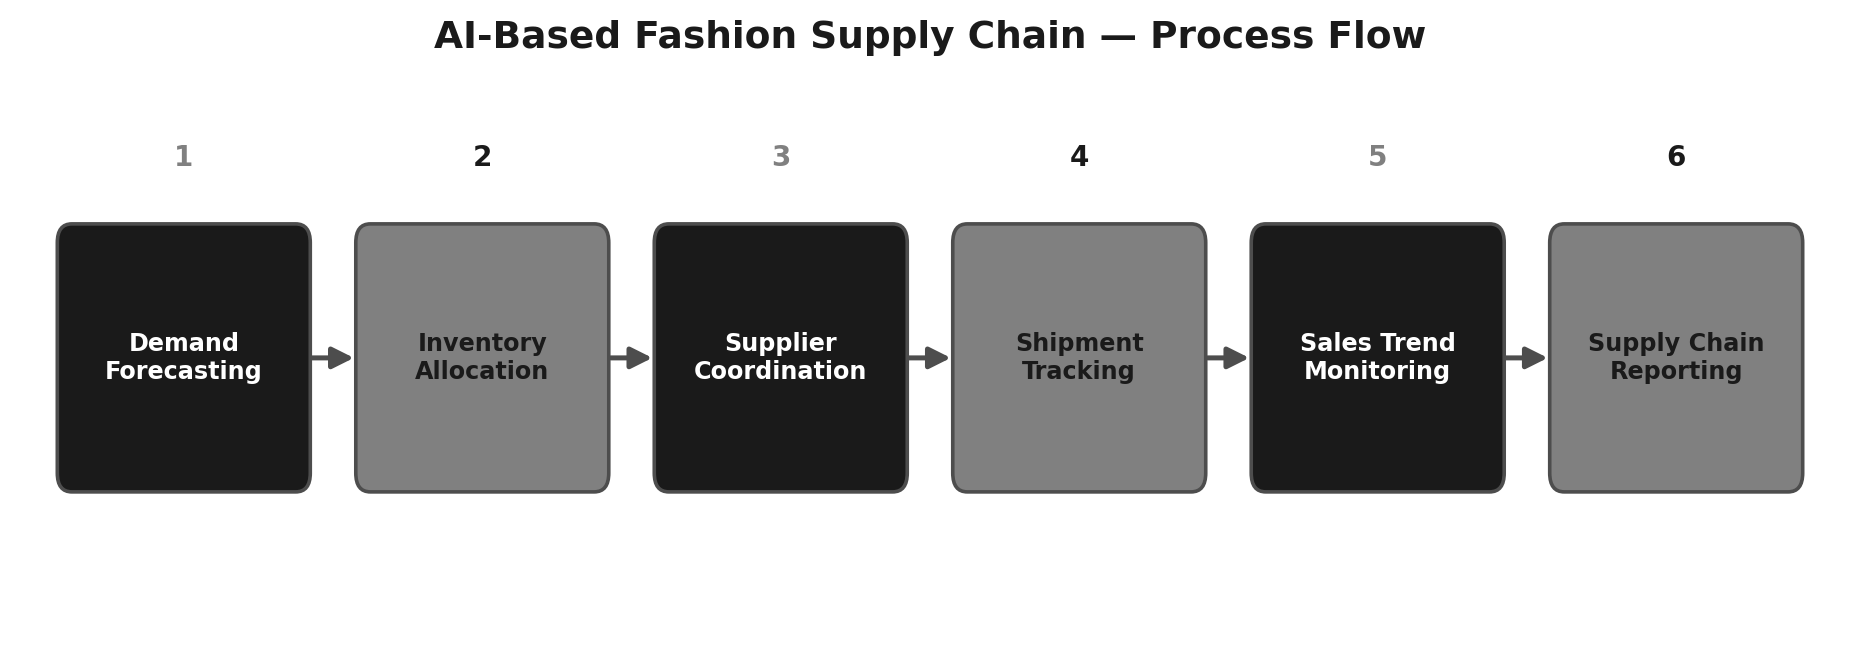 AI-Based Fashion Supply Chain — Process Flow
1
2
3
4
5
6
Demand
Forecasting
Inventory
Allocation
Supplier
Coordination
Shipment
Tracking
Sales Trend
Monitoring
Supply Chain
Reporting